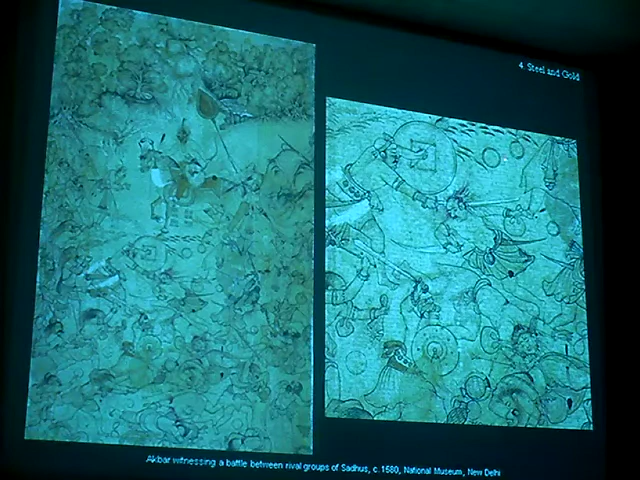 4. Steel and Gold
Akbar witnessing a battle between rival groups of Sadhus, c.1580, National Museum, New Delhi